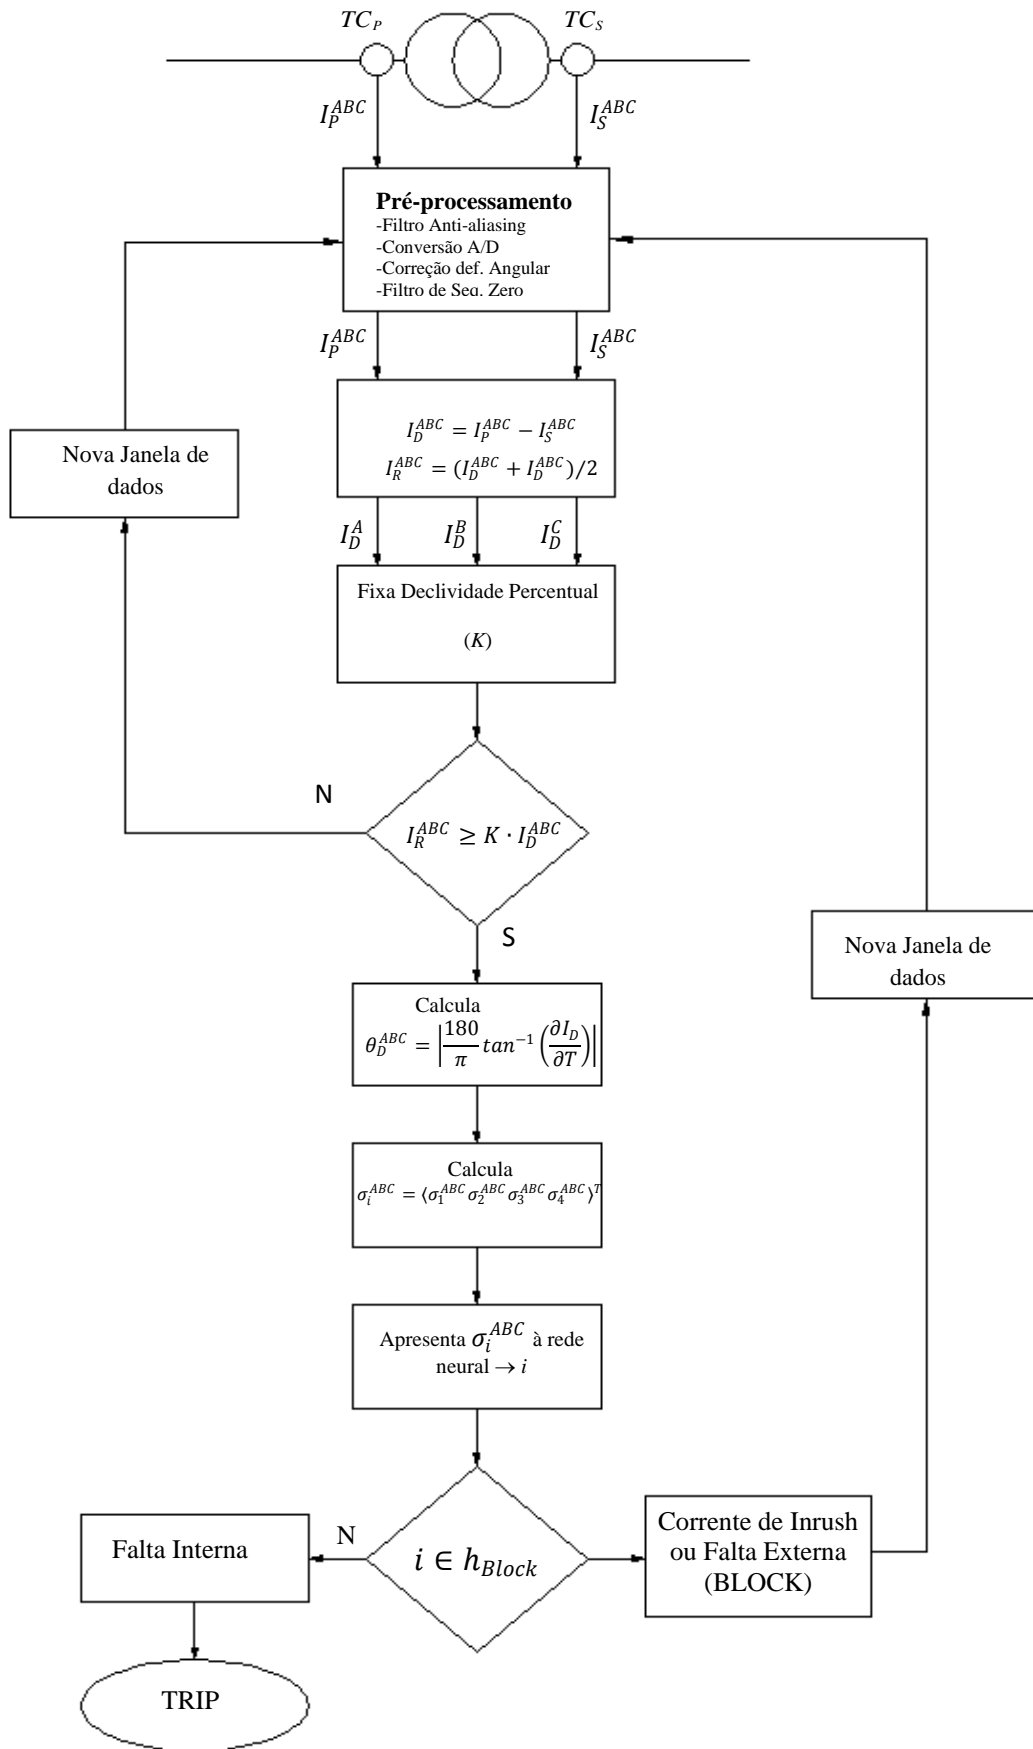 TC_P TC_S
I_P^{ABC} I_S^{ABC}
Pré-processamento
-Filtro Anti-aliasing
-Conversão A/D
-Correção def. Angular
-Filtro de Seq. Zero
I_P^{ABC} I_S^{ABC}
I_D^{ABC} = I_P^{ABC} − I_S^{ABC}
I_R^{ABC} = (I_D^{ABC} + I_D^{ABC})/2
Nova Janela de
dados
I_D^A I_D^B I_D^C
Fixa Declividade Percentual
(K)
N
I_R^{ABC} ≥ K · I_D^{ABC}
S
Nova Janela de
dados
Calcula
θ_D^{ABC} = |\frac{180}{π} tan^{-1} (\frac{∂I_D}{∂T})|
Calcula
σ_i^{ABC} = ⟨σ_1^{ABC} σ_2^{ABC} σ_3^{ABC} σ_4^{ABC}⟩^T
Apresenta σ_i^{ABC} à rede
neural → i
Falta Interna
N
i ∈ h_{Block}
Corrente de Inrush
ou Falta Externa
(BLOCK)
TRIP